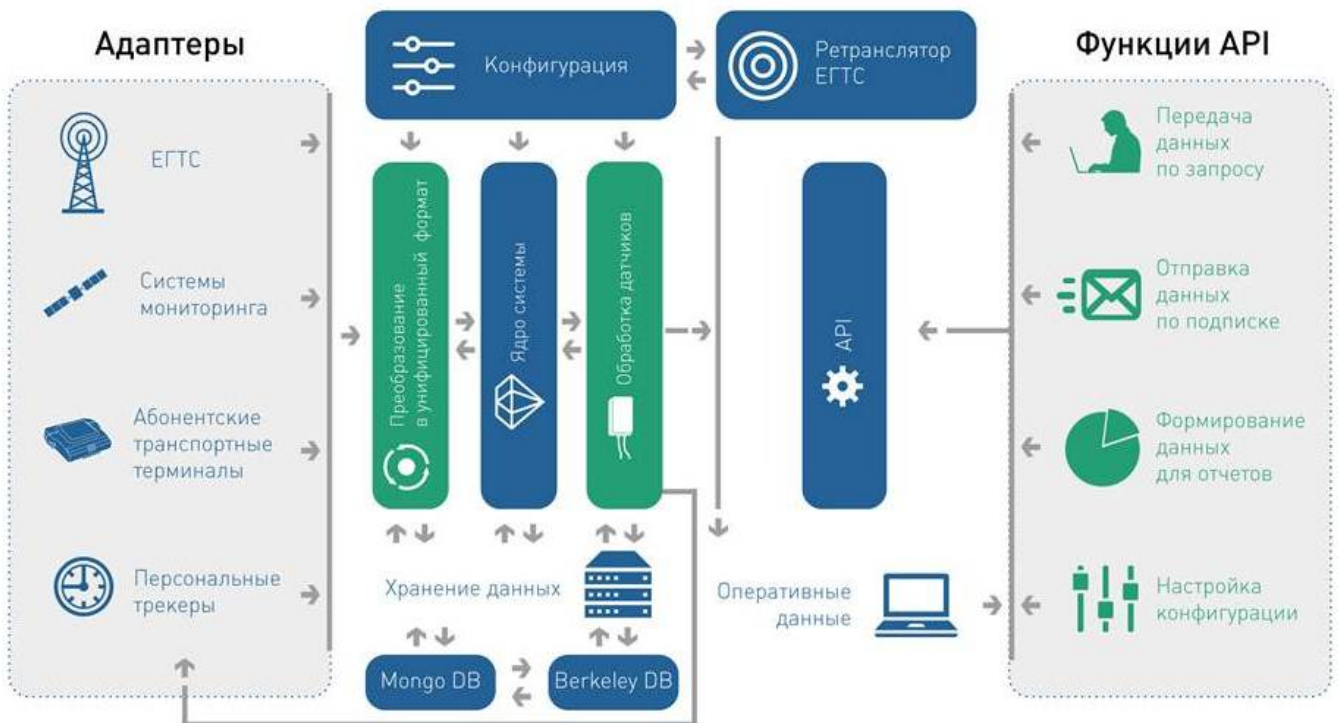 Адаптеры
ЕГТС
Системы
мониторинга
Абонентские
транспортные
терминалы
Персональные
трекеры
Конфигурация
Ретранслятор
ЕГТС
Преобразование
в унифицированный формат
Ядро системы
Обработка датчиков
API
Хранение данных
Mongo DB
Berkeley DB
Оперативные
данные
Функции API
Передача
данных
по запросу
Отправка
данных
по подписке
Формирование
данных
для отчетов
Настройка
конфигурации